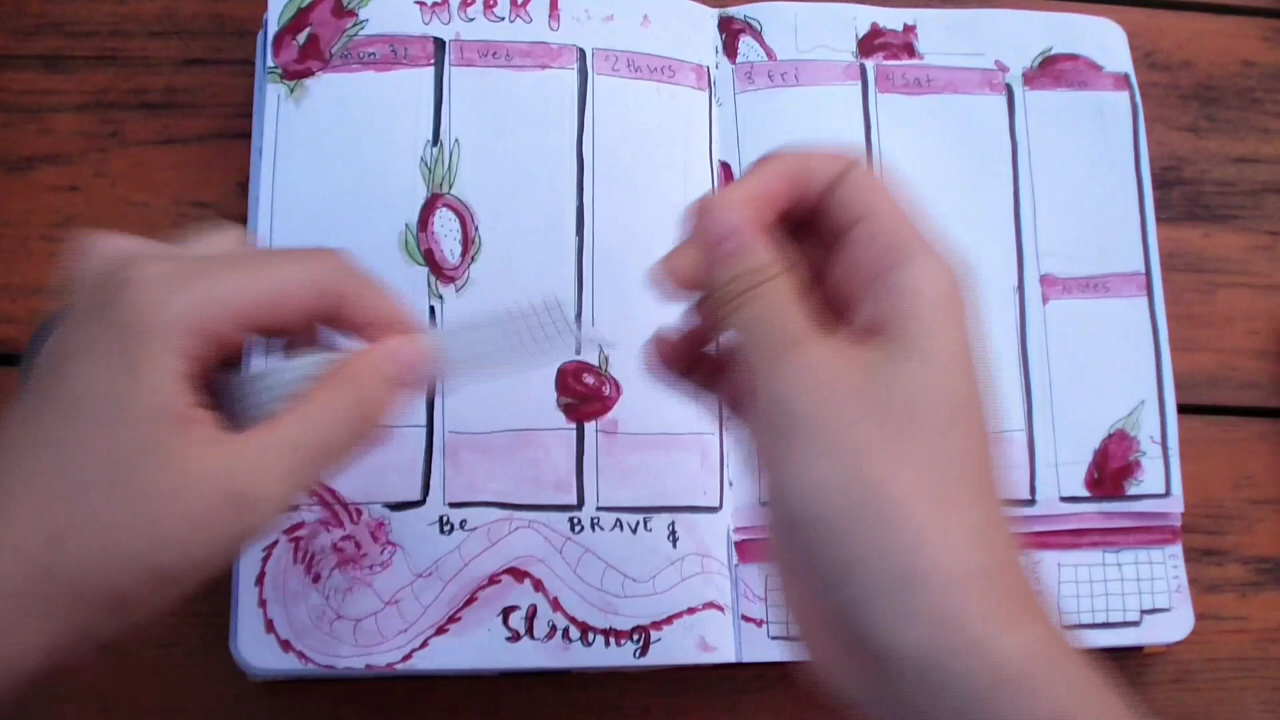 WEEK 1
mon 31
1 wed
2 thurs
3 Fri
4 Sat
Notes
Be BRAVE &
Strong